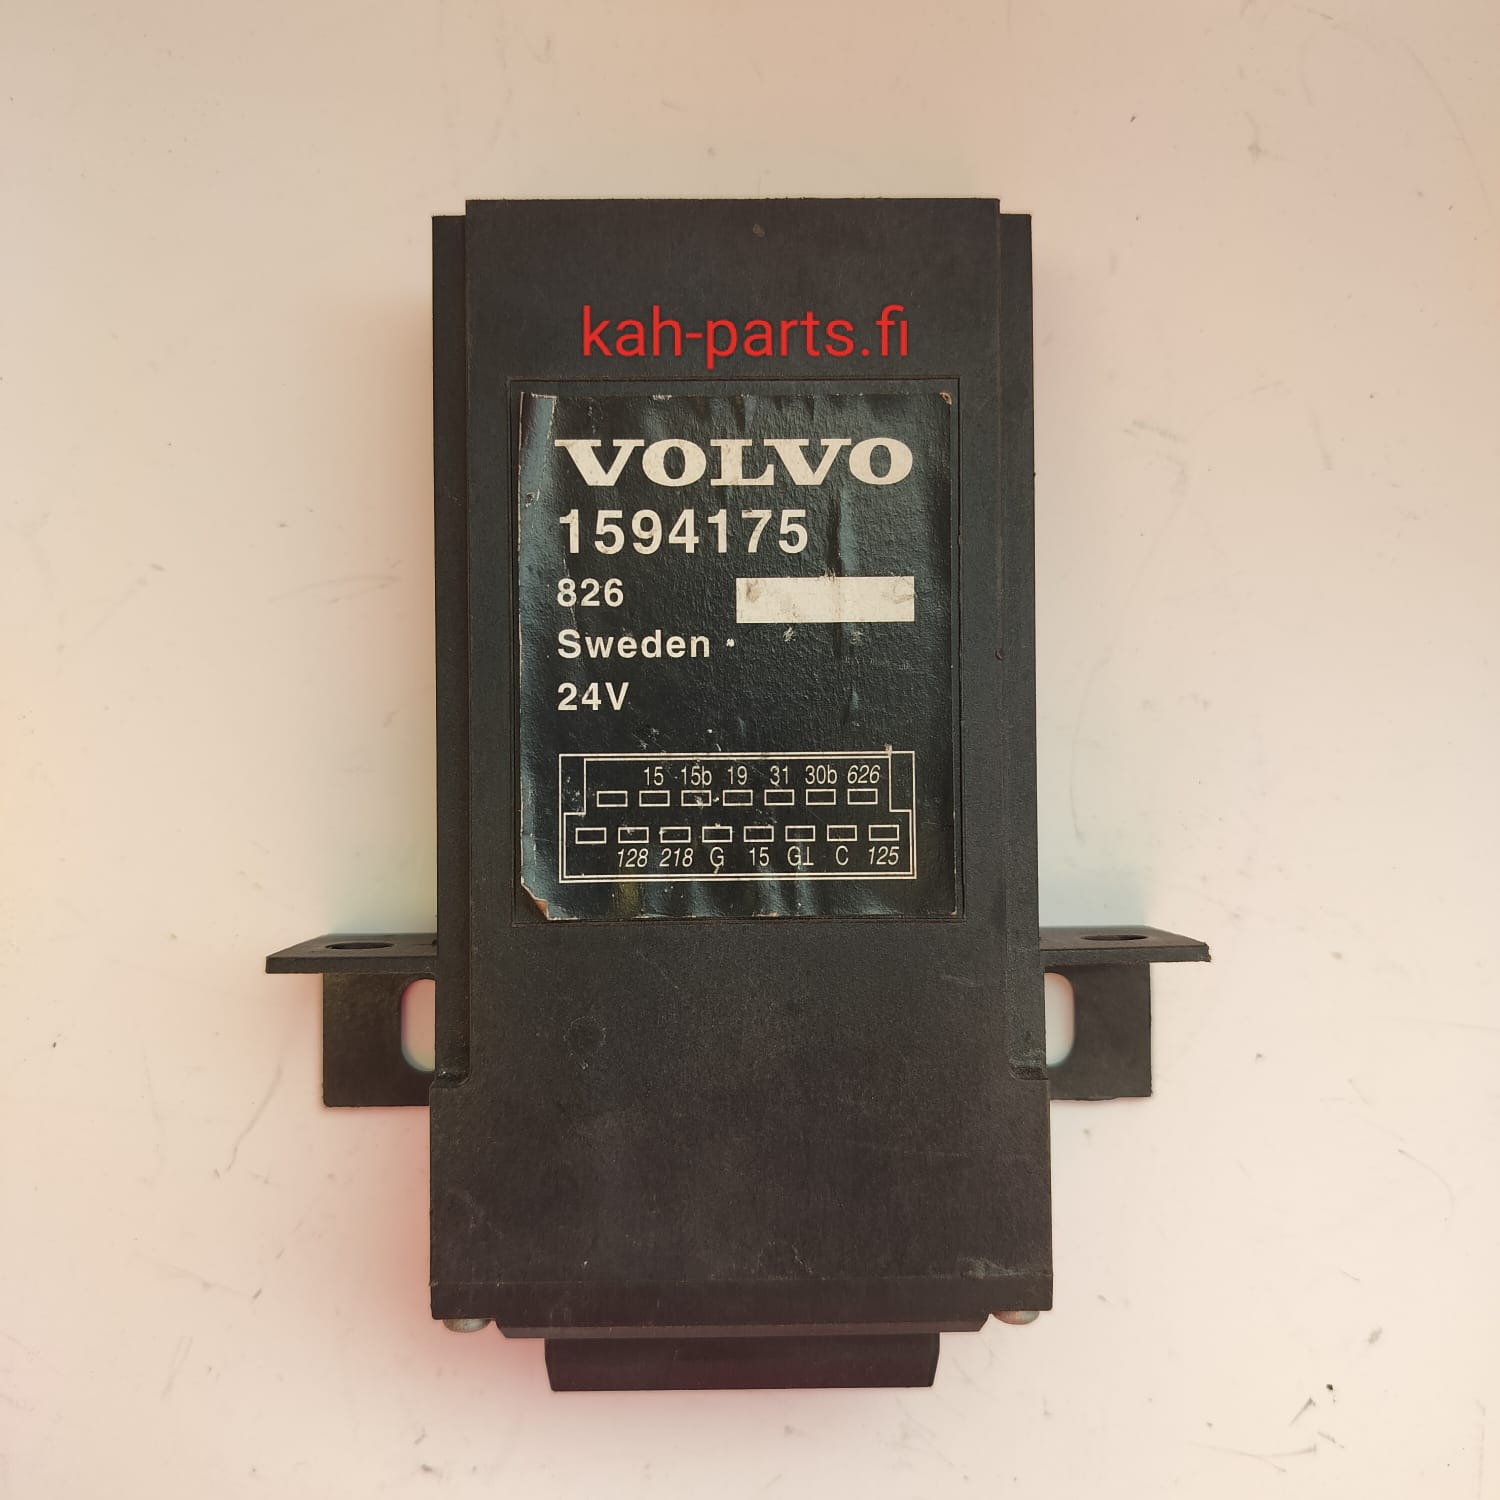 kah-parts.fi
VOLVO
1594175
826
Sweden
24V
15 15b 19 31 30b 626
128 218 G 15 G⊥ C 125